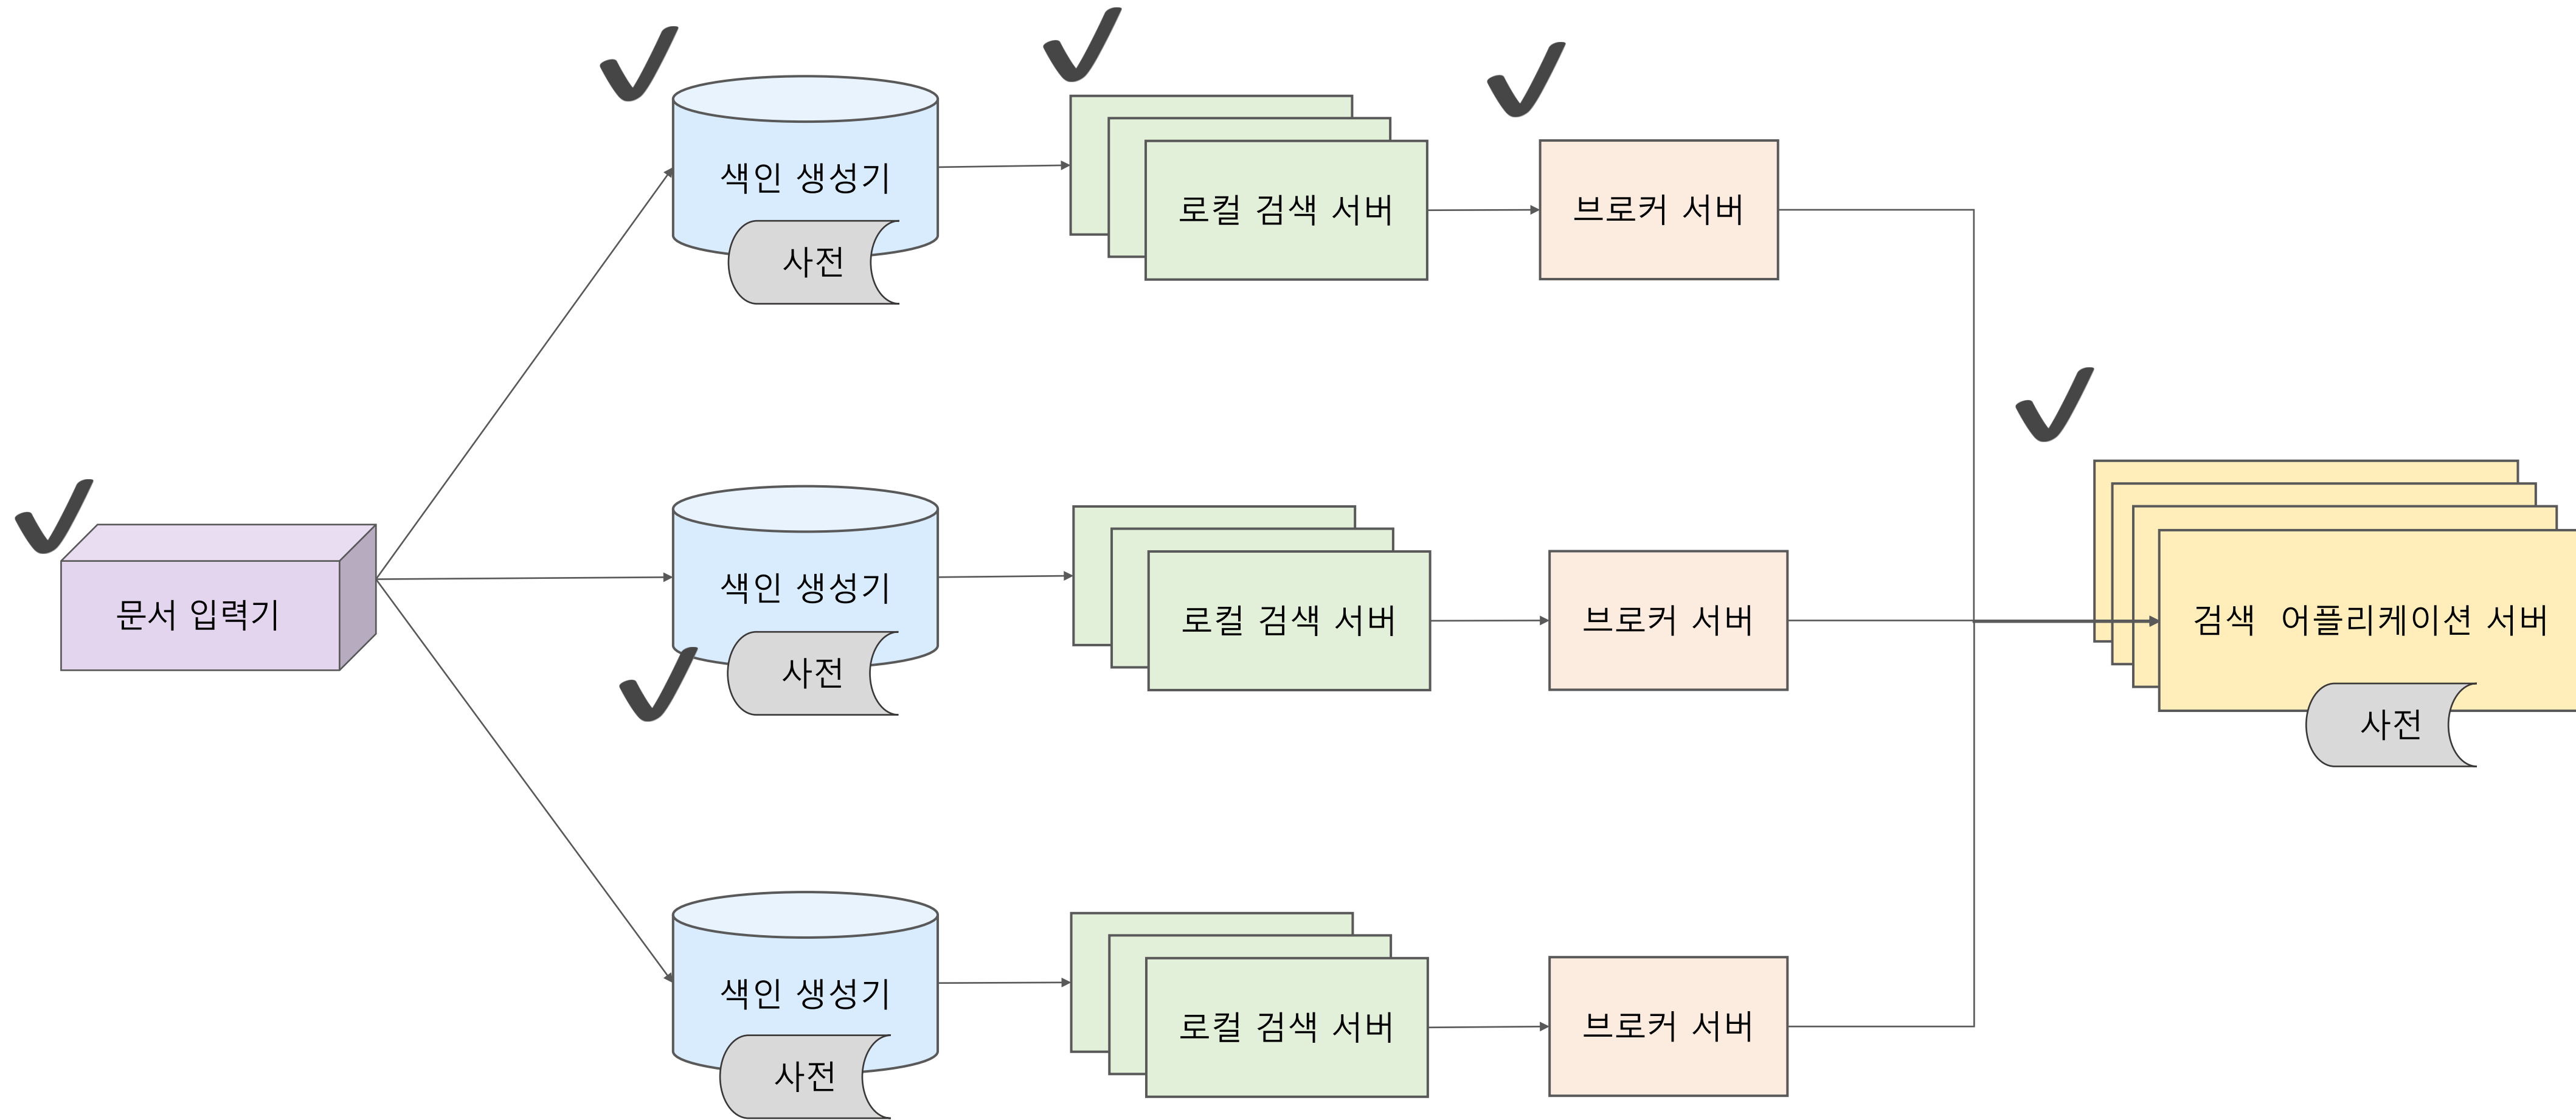 색인 생성기
사전
로컬 검색 서버
브로커 서버
문서 입력기
색인 생성기
사전
로컬 검색 서버
브로커 서버
검색 어플리케이션 서버
사전
색인 생성기
사전
로컬 검색 서버
브로커 서버